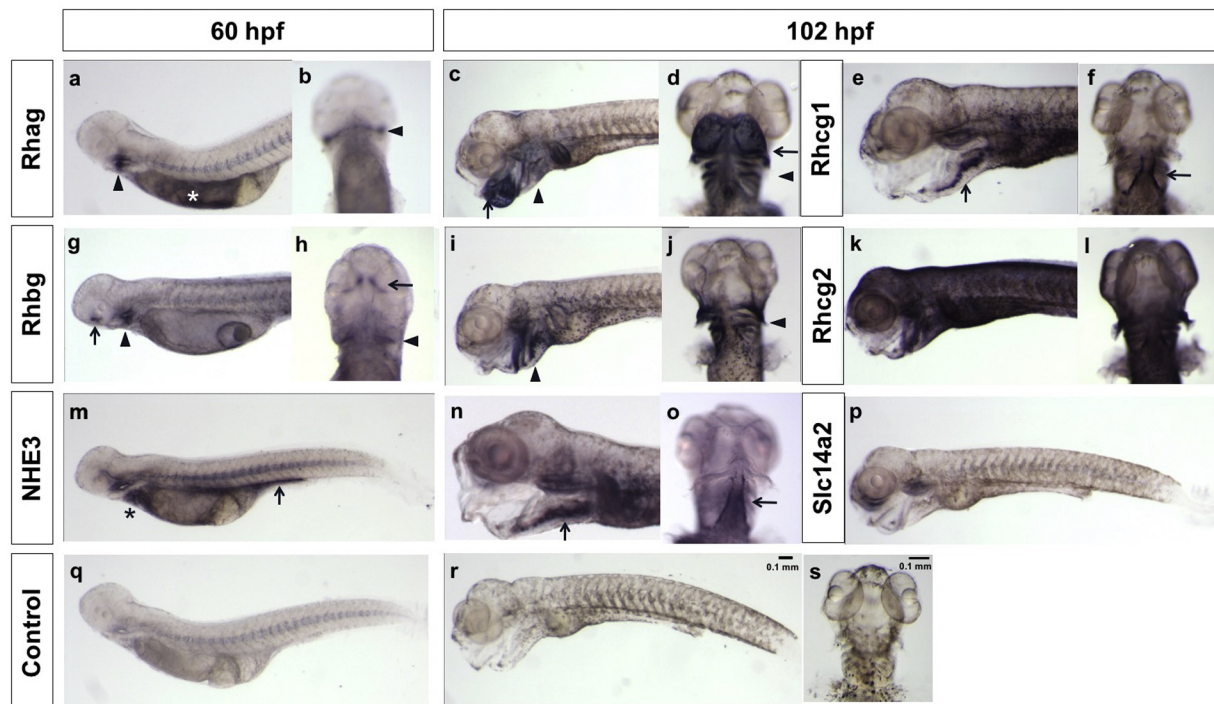 60 hpf
102 hpf
Rhag
a
b
c
d
Rhcg1
e
f
Rhbg
g
h
i
j
Rhcg2
k
l
NHE3
m
n
o
Slc14a2
p
*
*
Control
q
r
0.1 mm
s
0.1 mm